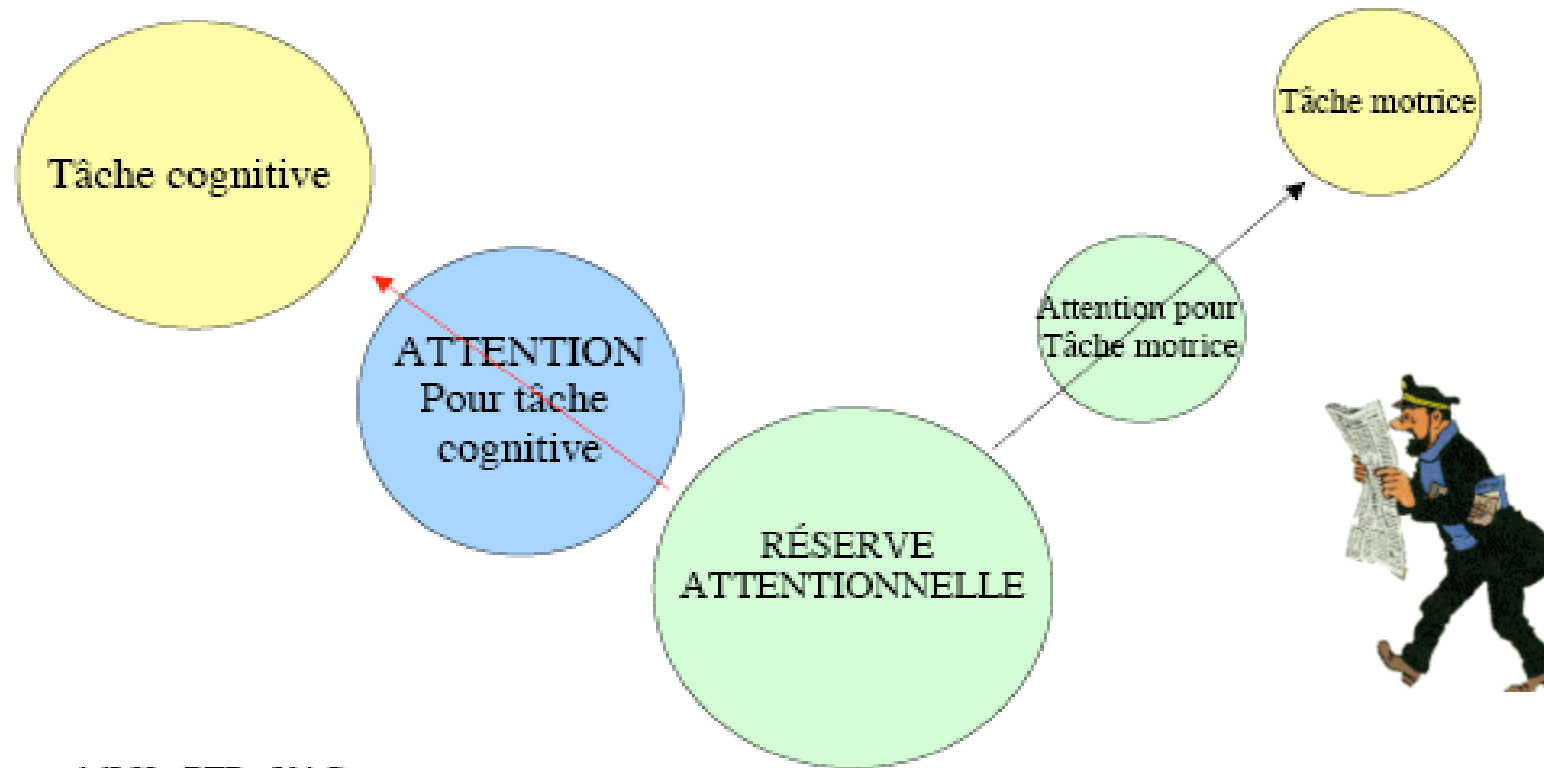 Tâche cognitive
ATTENTION
Pour tâche
cognitive
RÉSERVE
ATTENTIONNELLE
Attention pour
Tâche motrice
Tâche motrice